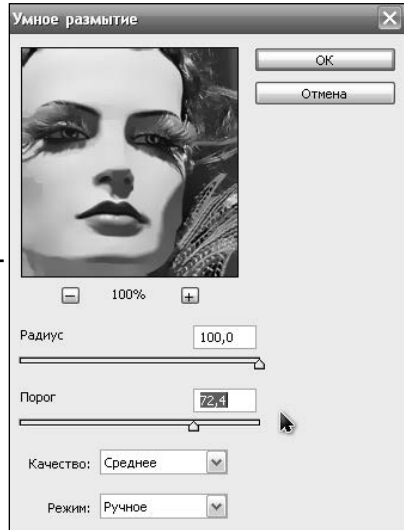 Умное размытие
OK
Отмена
100%
Радиус
100,0
Порог
72,4
Качество: Среднее
Режим: Ручное